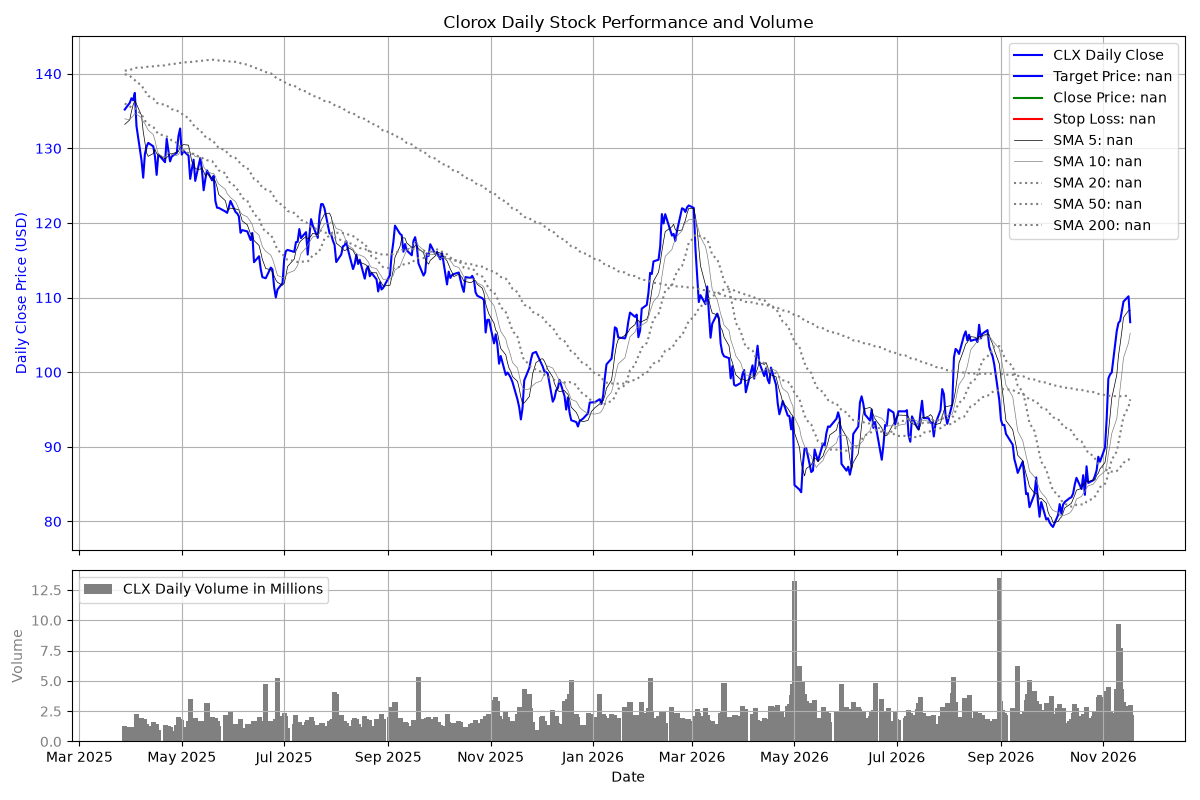 Clorox Daily Stock Performance and Volume
CLX Daily Close
Target Price: nan
Close Price: nan
Stop Loss: nan
SMA 5: nan
SMA 10: nan
SMA 20: nan
SMA 50: nan
SMA 200: nan
Daily Close Price (USD)
140
130
120
110
100
90
80
CLX Daily Volume in Millions
Volume
12.5
10.0
7.5
5.0
2.5
0.0
Mar 2025 May 2025 Jul 2025 Sep 2025 Nov 2025 Jan 2026 Mar 2026 May 2026 Jul 2026 Sep 2026 Nov 2026
Date